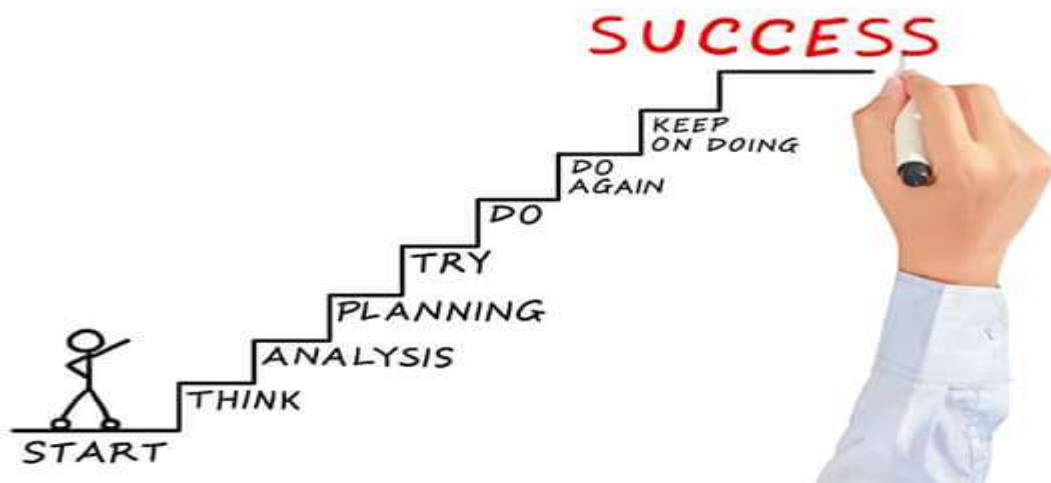 SUCCESS
KEEP
ON DOING
DO
AGAIN
DO
TRY
PLANNING
ANALYSIS
THINK
START